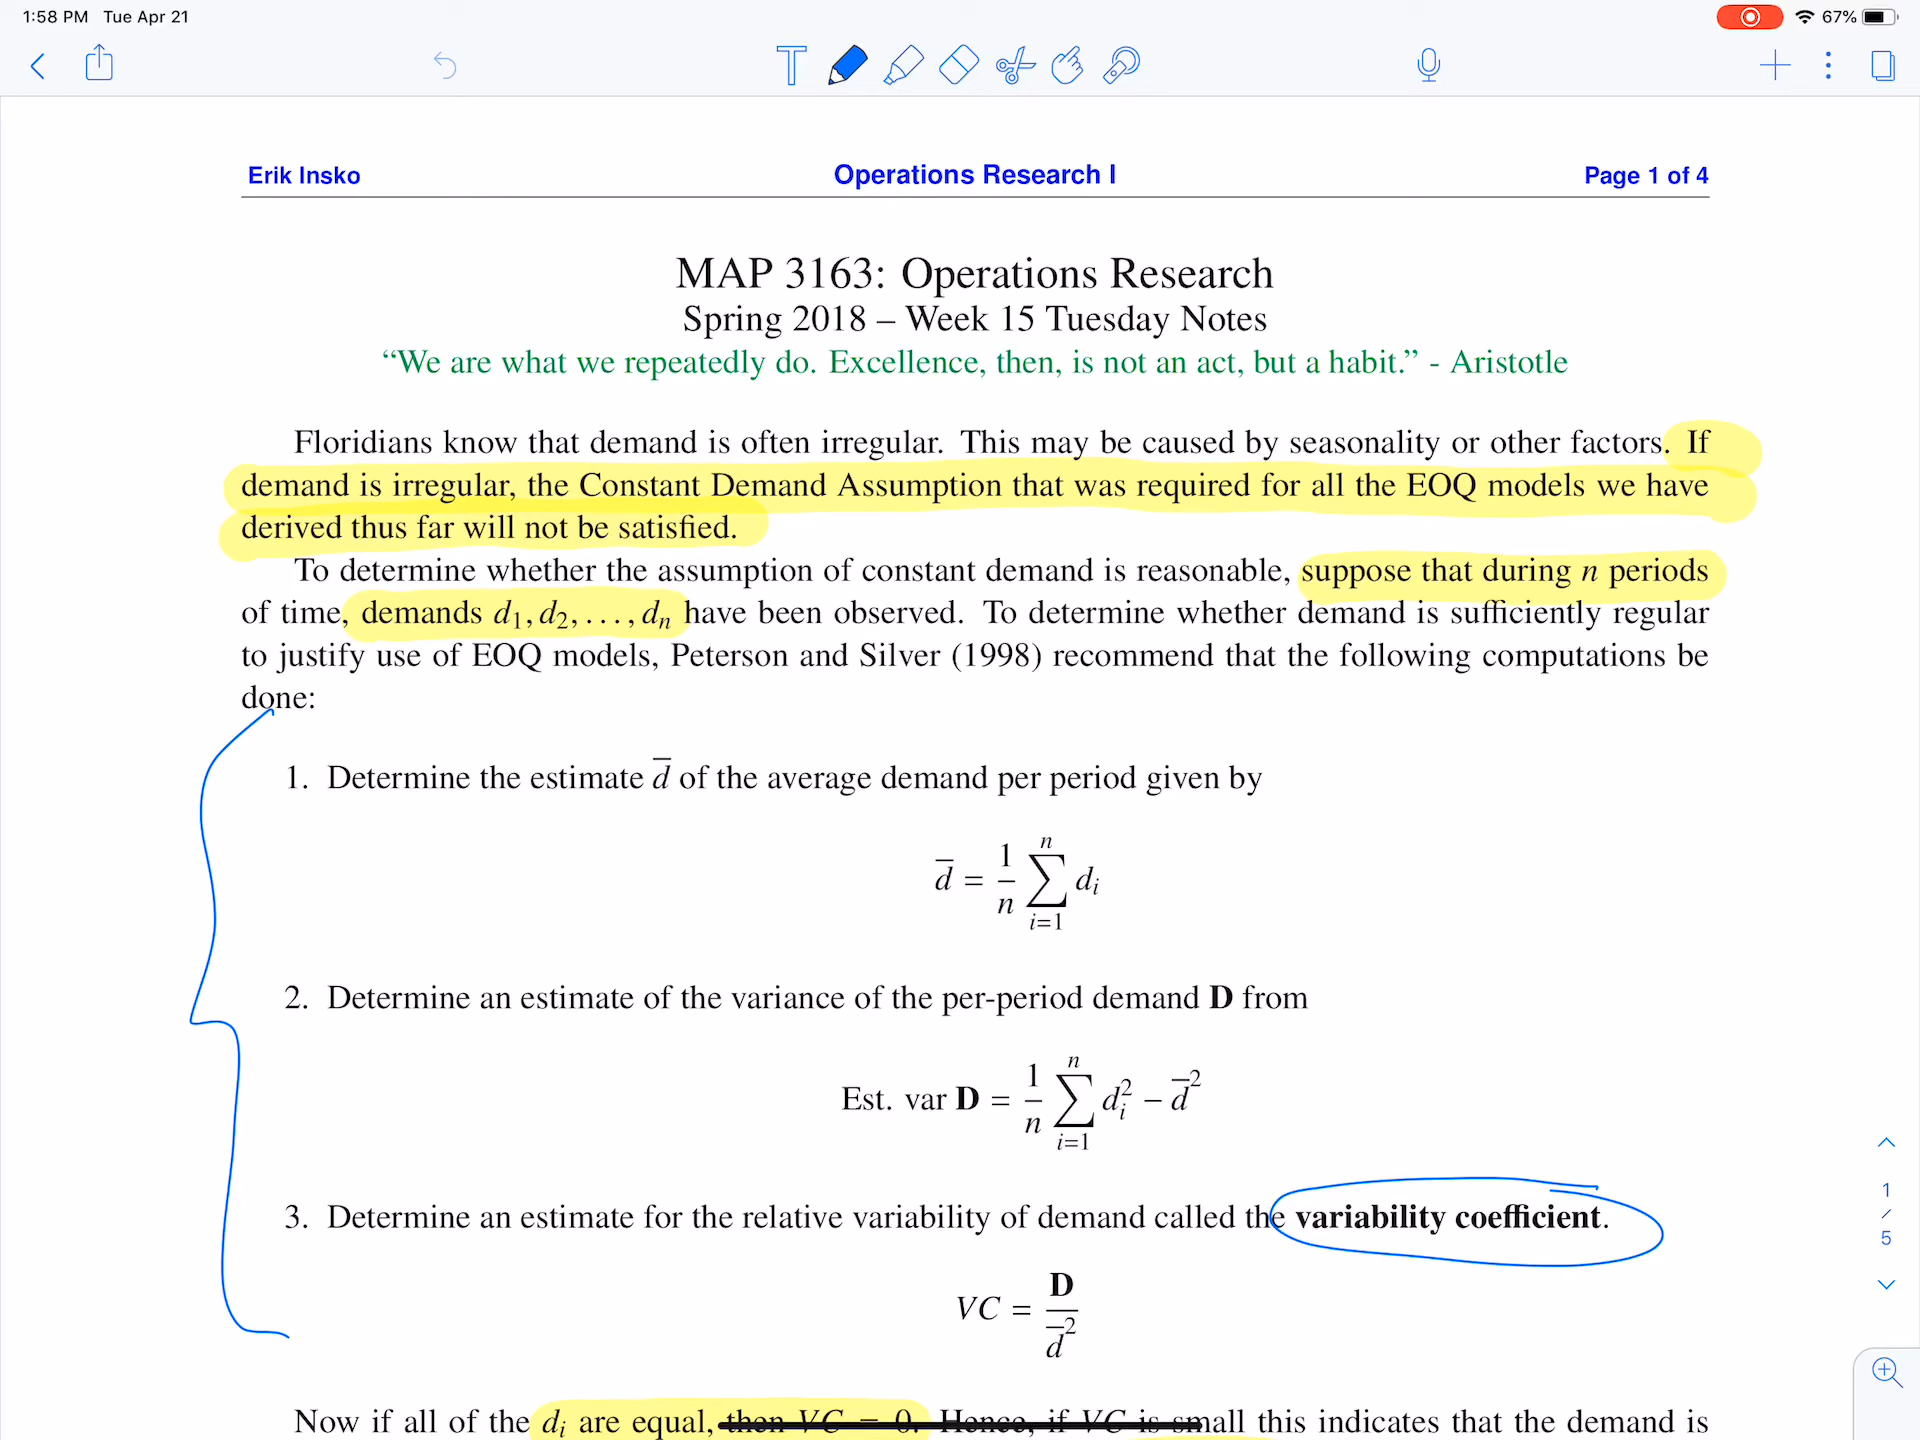 1:58 PM Tue Apr 21
67%
Erik Insko Operations Research I Page 1 of 4
MAP 3163: Operations Research
Spring 2018 – Week 15 Tuesday Notes
“We are what we repeatedly do. Excellence, then, is not an act, but a habit.” - Aristotle
Floridians know that demand is often irregular. This may be caused by seasonality or other factors. If
demand is irregular, the Constant Demand Assumption that was required for all the EOQ models we have
derived thus far will not be satisfied.
To determine whether the assumption of constant demand is reasonable, suppose that during n periods
of time, demands d₁, d₂, . . . , dₙ have been observed. To determine whether demand is sufficiently regular
to justify use of EOQ models, Peterson and Silver (1998) recommend that the following computations be
done:
1. Determine the estimate d̅ of the average demand per period given by
d̅ = 1/n ∑ⁿᵢ₌₁ dᵢ
2. Determine an estimate of the variance of the per-period demand D from
Est. var D = 1/n ∑ⁿᵢ₌₁ dᵢ² − d̅²
3. Determine an estimate for the relative variability of demand called the variability coefficient.
VC = D/d̅²
Now if all of the dᵢ are equal, then VC = 0. Hence, if VC is small this indicates that the demand is
1
/
5